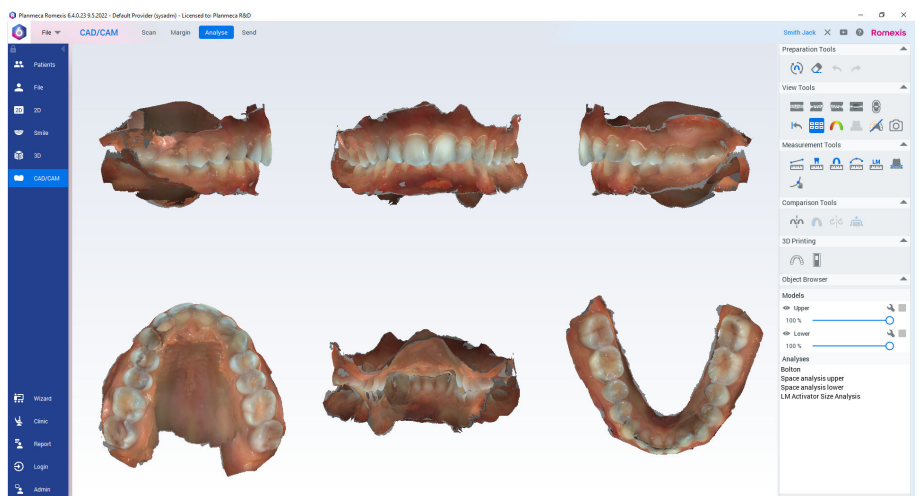 Planmeca Romexis 6.4.0.23 9.5.2022 - Default Provider (sysadm) - Licensed to: Planmeca R&D
File CAD/CAM Scan Margin Analyse Send Smith Jack Romexis
Patients
File
2D 2D
Smile
3D
CAD/CAM
Wizard
Clinic
Report
Login
Admin
Preparation Tools
View Tools
Measurement Tools
LM
Comparison Tools
3D Printing
Object Browser
Models
Upper
100 %
Lower
100 %
Analyses
Bolton
Space analysis upper
Space analysis lower
LM Activator Size Analysis